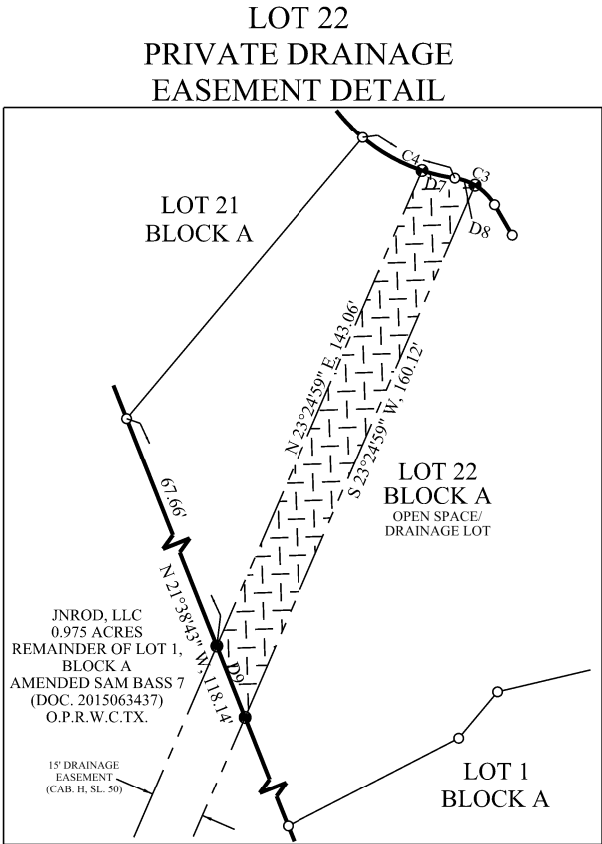 LOT 22
PRIVATE DRAINAGE
EASEMENT DETAIL
C4
C3
D7
D8
LOT 21
BLOCK A
N 23°24'59" E, 143.06'
S 23°24'59" W, 160.12'
LOT 22
BLOCK A
OPEN SPACE/
DRAINAGE LOT
67.66'
N 21°38'43" W, 118.14'
D9
JNROD, LLC
0.975 ACRES
REMAINDER OF LOT 1,
BLOCK A
AMENDED SAM BASS 7
(DOC. 2015063437)
O.P.R.W.C.TX.
15' DRAINAGE
EASEMENT
(CAB. H, SL. 50)
LOT 1
BLOCK A